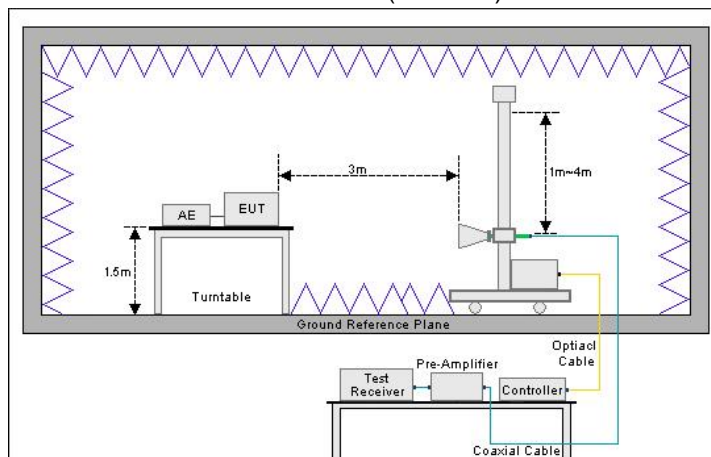 3m
1m~4m
AE
EUT
1.5m
Turntable
Ground Reference Plane
Optiacl
Cable
Pre-Amplifier
Test
Receiver
Controller
Coaxial Cable